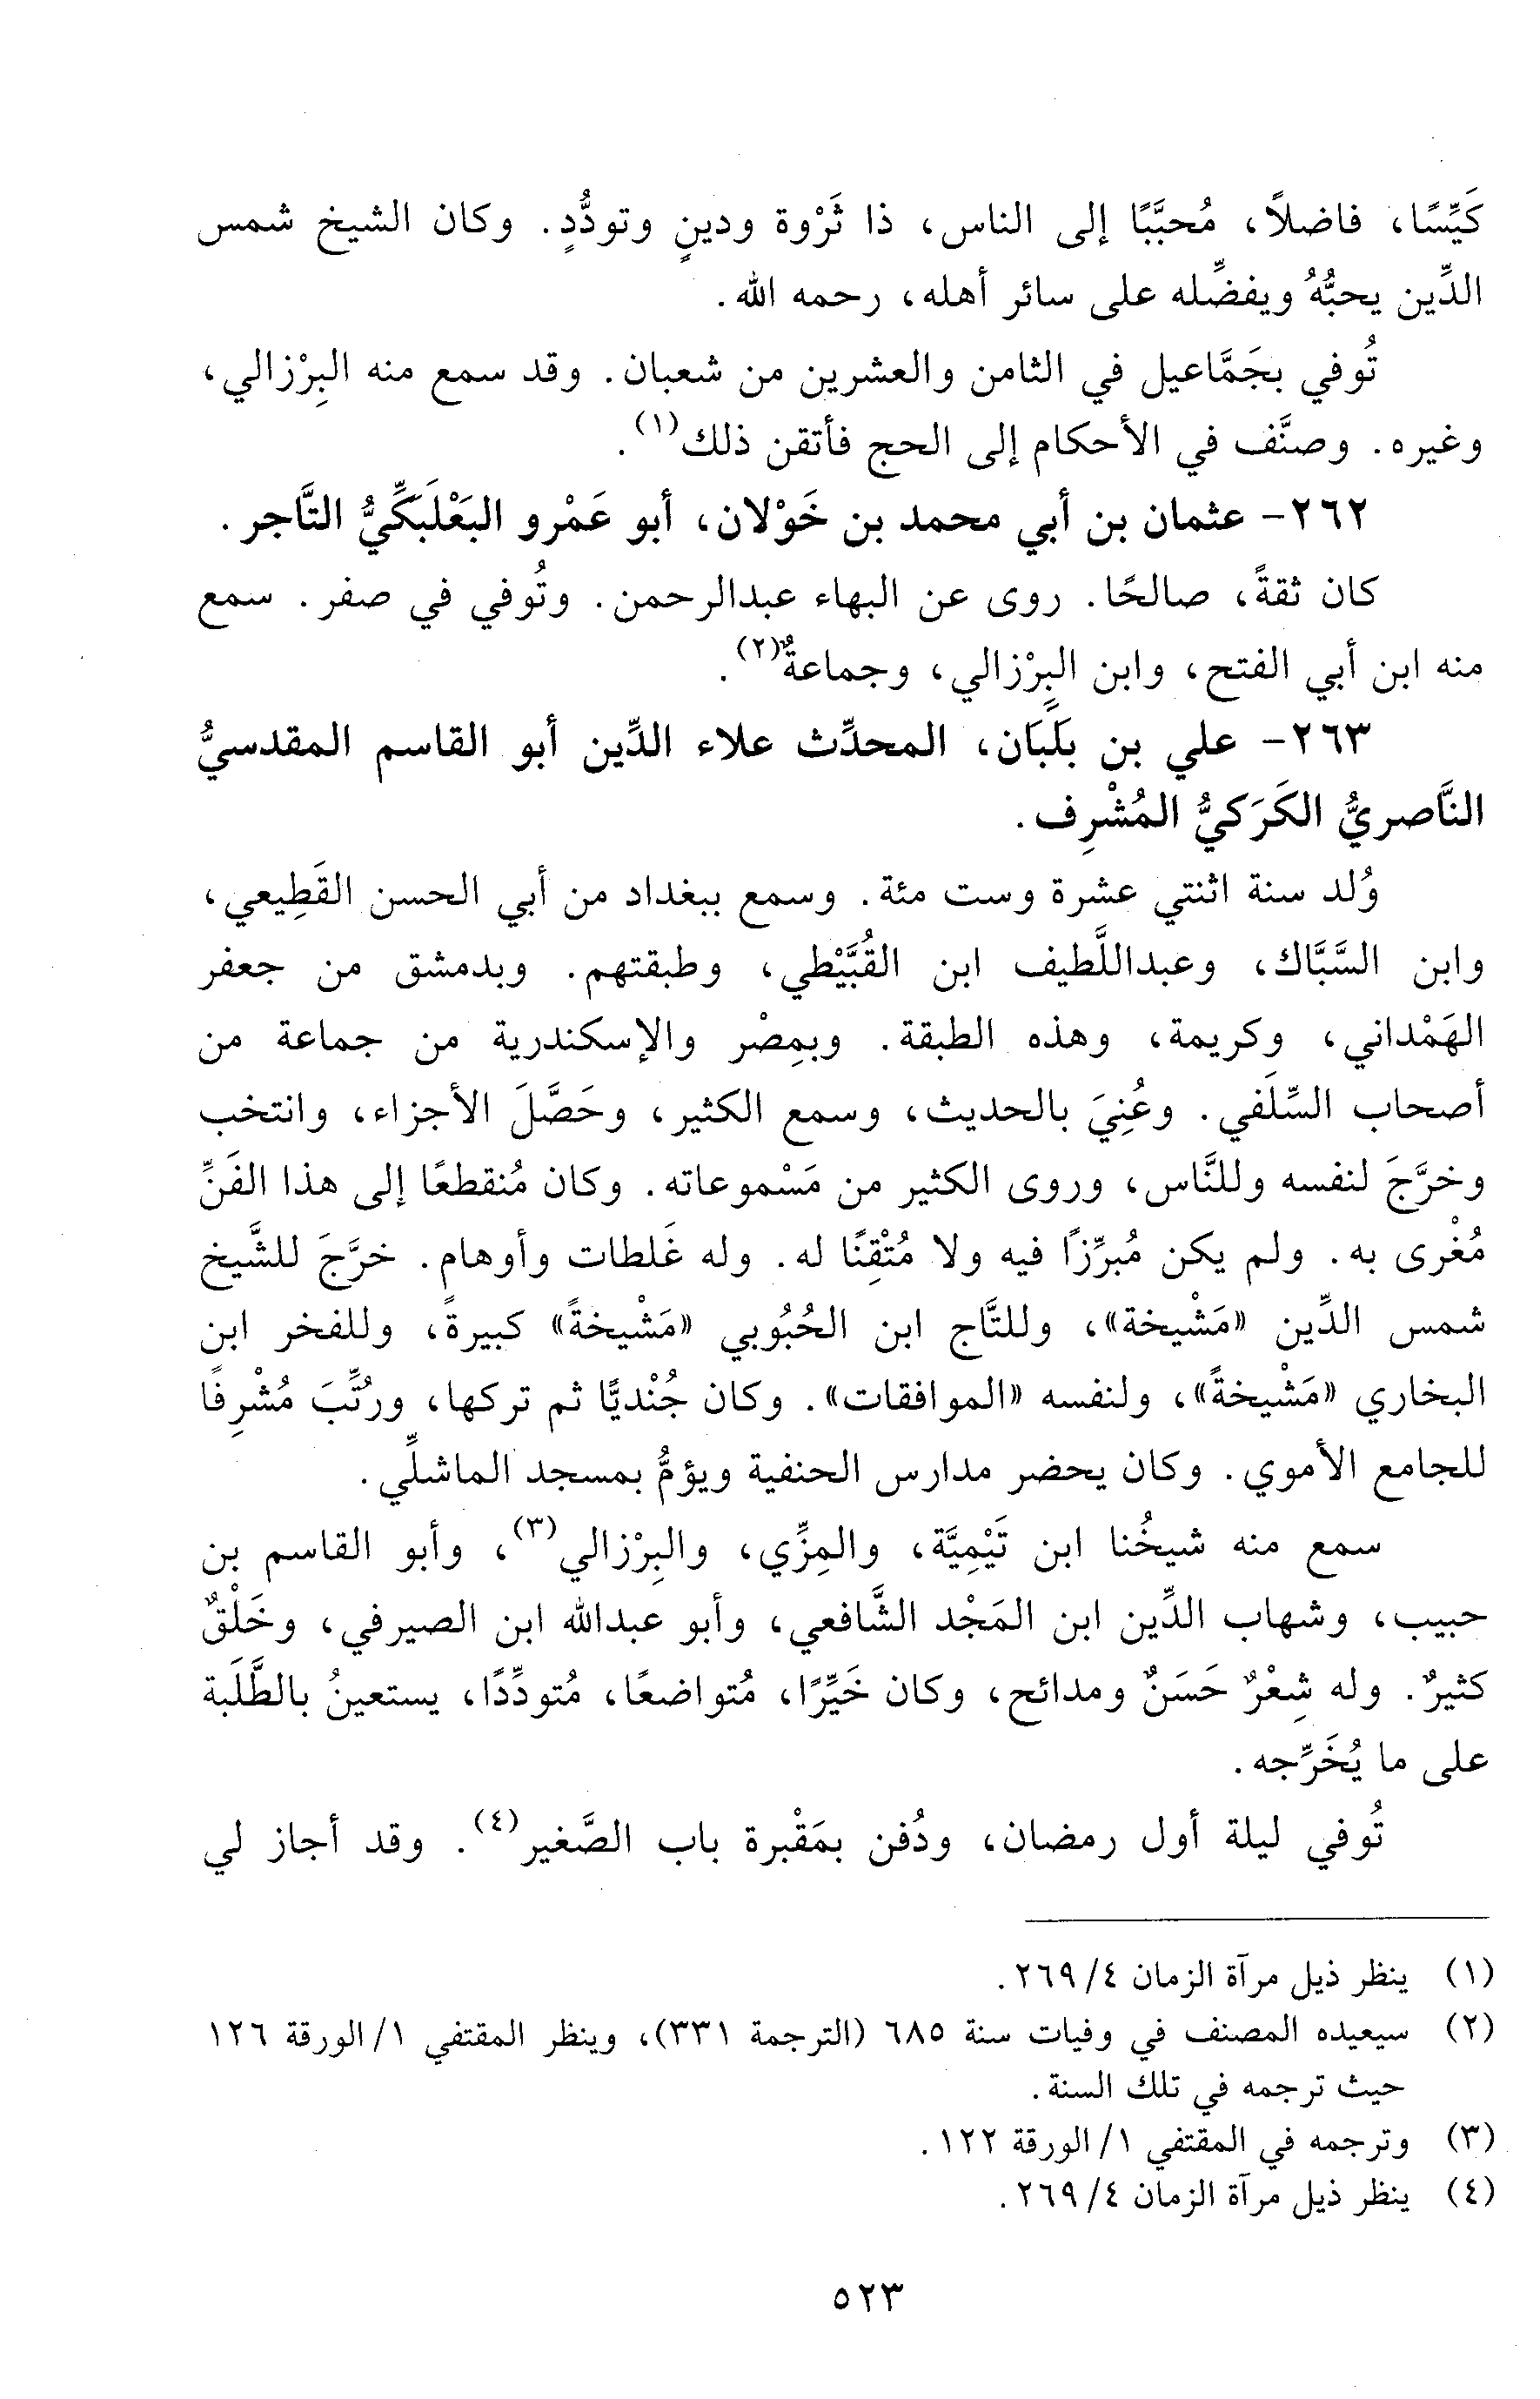 كَيِّسًا، فاضلاً، مُحبَّبًا إلى الناس، ذا ثَرْوة ودينٍ وتودُّدٍ. وكان الشيخ شمس
الدِّين يحبُّهُ ويفضِّله على سائر أهله، رحمه الله.
تُوفي بجَمَّاعيل في الثامن والعشرين من شعبان. وقد سمع منه البِرْزالي،
وغيره. وصنَّف في الأحكام إلى الحج فأتقن ذلك(١).
٢٦٢- عثمان بن أبي محمد بن خَوْلان، أبو عَمْرو البَعْلَبَكِّيُّ التَّاجر.
كان ثقةً، صالحًا. روى عن البهاء عبدالرحمن. وتُوفي في صفر. سمع
منه ابن أبي الفتح، وابن البِرْزالي، وجماعةٌ(٢).
٢٦٣- علي بن بَلَبَان، المحدِّث علاء الدِّين أبو القاسم المقدسيُّ
النَّاصريُّ الكَرَكيُّ المُشْرِف.
وُلد سنة اثنتي عشرة وست مئة. وسمع ببغداد من أبي الحسن القَطِيعي،
وابن السَّبَّاك، وعبداللَّطيف ابن القُبَّيْطي، وطبقتهم. وبدمشق من جعفر
الهَمْداني، وكريمة، وهذه الطبقة. وبمِصْر والإسكندرية من جماعة من
أصحاب السِّلَفي. وعُنِيَ بالحديث، وسمع الكثير، وحَصَّلَ الأجزاء، وانتخب
وخرَّجَ لنفسه وللنَّاس، وروى الكثير من مَسْموعاته. وكان مُنقطعًا إلى هذا الفَنِّ
مُغْرى به. ولم يكن مُبرِّزًا فيه ولا مُتْقِنًا له. وله غَلطات وأوهام. خرَّجَ للشَّيخ
شمس الدِّين «مَشْيخة»، وللتَّاج ابن الحُبُوبي «مَشْيخةً» كبيرةً، وللفخر ابن
البخاري «مَشْيخةً»، ولنفسه «الموافقات». وكان جُنْديًّا ثم تركها، ورُتِّبَ مُشْرِفًا
للجامع الأموي. وكان يحضر مدارس الحنفية ويؤمُّ بمسجد الماشلِّي.
سمع منه شيخُنا ابن تَيْمِيَّة، والمِزِّي، والبِرْزالي(٣)، وأبو القاسم بن
حبيب، وشهاب الدِّين ابن المَجْد الشَّافعي، وأبو عبدالله ابن الصيرفي، وخَلْقٌ
كثيرٌ. وله شِعْرٌ حَسَنٌ ومدائح، وكان خَيِّرًا، مُتواضعًا، مُتودِّدًا، يستعينُ بالطَّلَبة
على ما يُخَرِّجه.
تُوفي ليلة أول رمضان، ودُفن بمَقْبرة باب الصَّغير(٤). وقد أجاز لي
(١) ينظر ذيل مرآة الزمان ٤/ ٢٦٩.
(٢) سيعيده المصنف في وفيات سنة ٦٨٥ (الترجمة ٣٣١)، وينظر المقتفي ١/ الورقة ١٢٦
حيث ترجمه في تلك السنة.
(٣) وترجمه في المقتفي ١/ الورقة ١٢٢.
(٤) ينظر ذيل مرآة الزمان ٤/ ٢٦٩.
٥٢٣